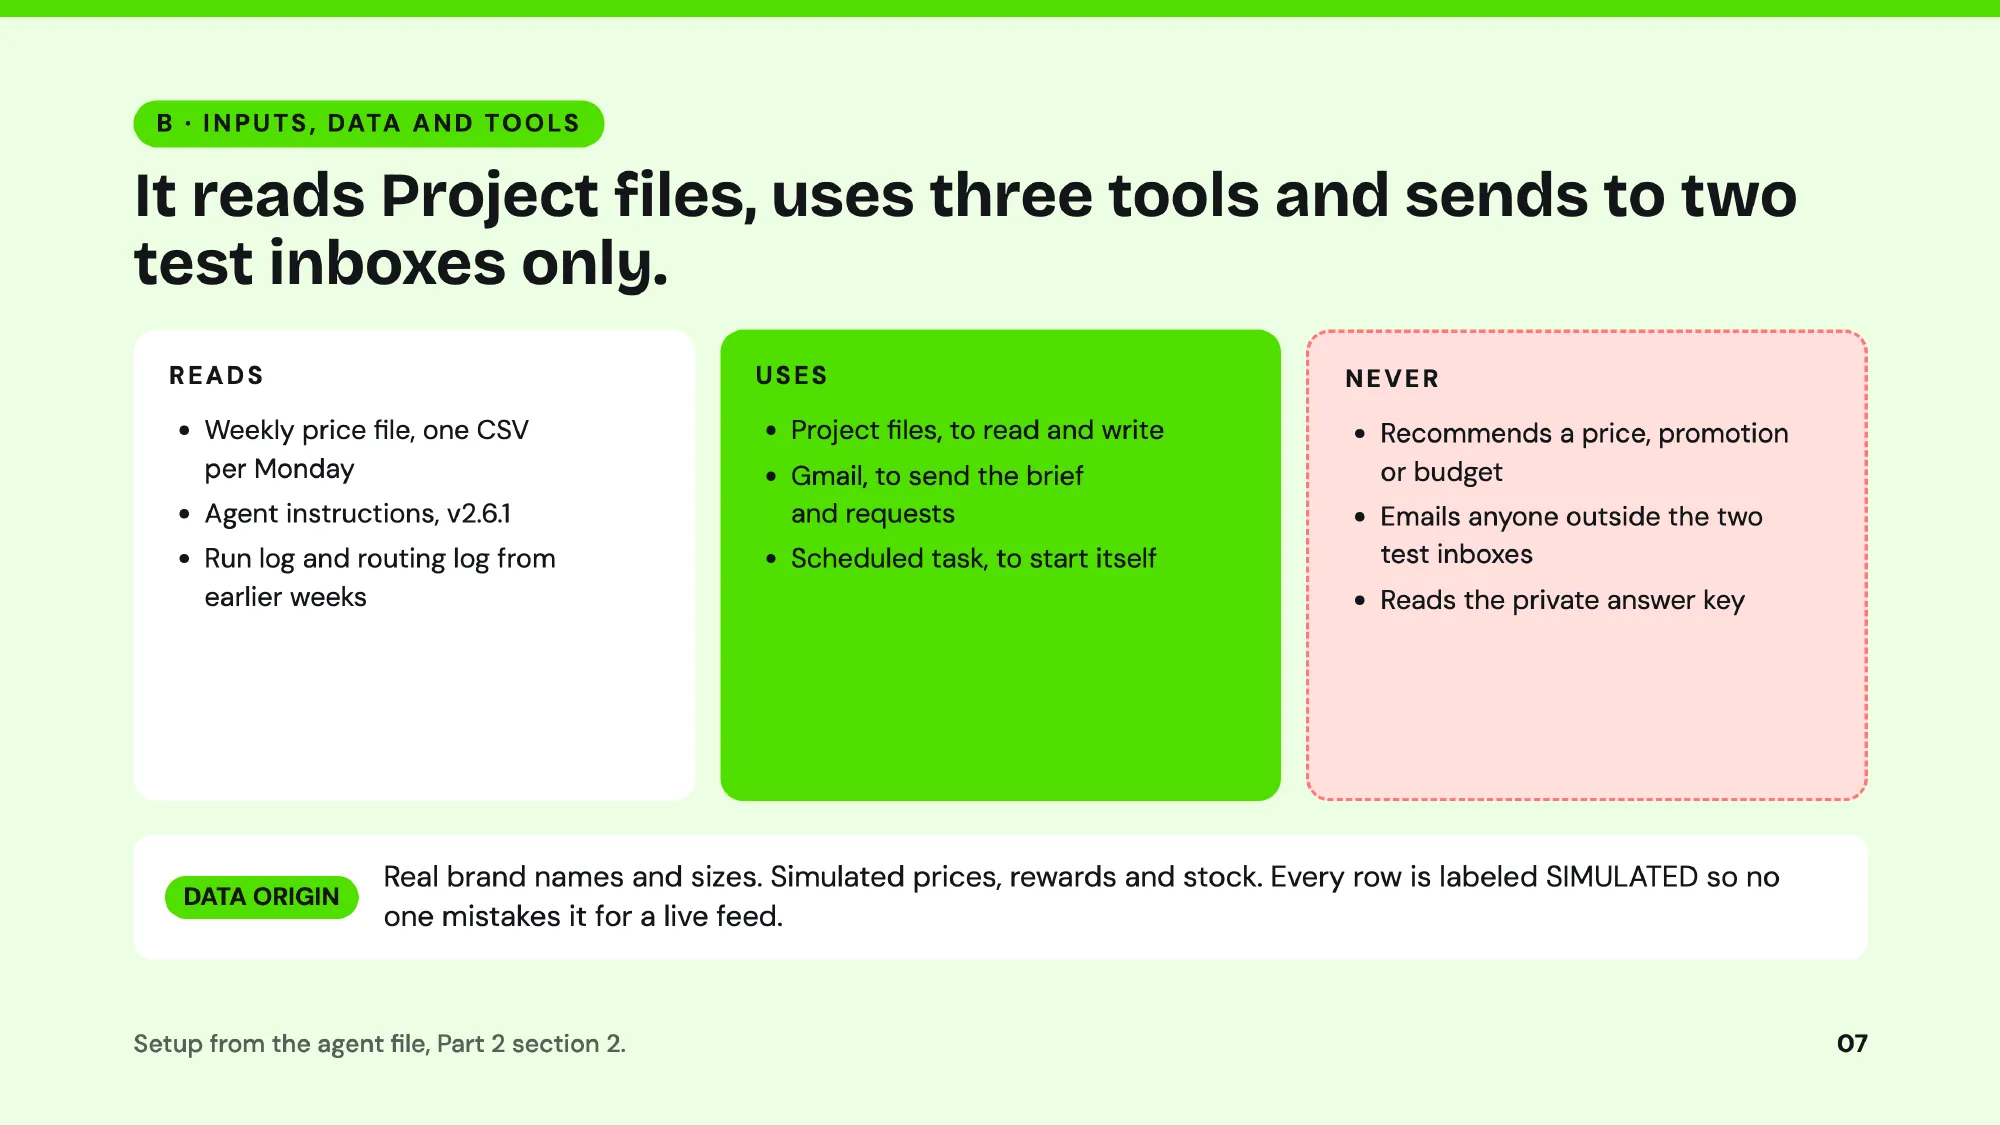 B · INPUTS, DATA AND TOOLS
It reads Project files, uses three tools and sends to two
test inboxes only.
READS
• Weekly price file, one CSV
per Monday
• Agent instructions, v2.6.1
• Run log and routing log from
earlier weeks
USES
• Project files, to read and write
• Gmail, to send the brief
and requests
• Scheduled task, to start itself
NEVER
• Recommends a price, promotion
or budget
• Emails anyone outside the two
test inboxes
• Reads the private answer key
DATA ORIGIN
Real brand names and sizes. Simulated prices, rewards and stock. Every row is labeled SIMULATED so no
one mistakes it for a live feed.
Setup from the agent file, Part 2 section 2.
07